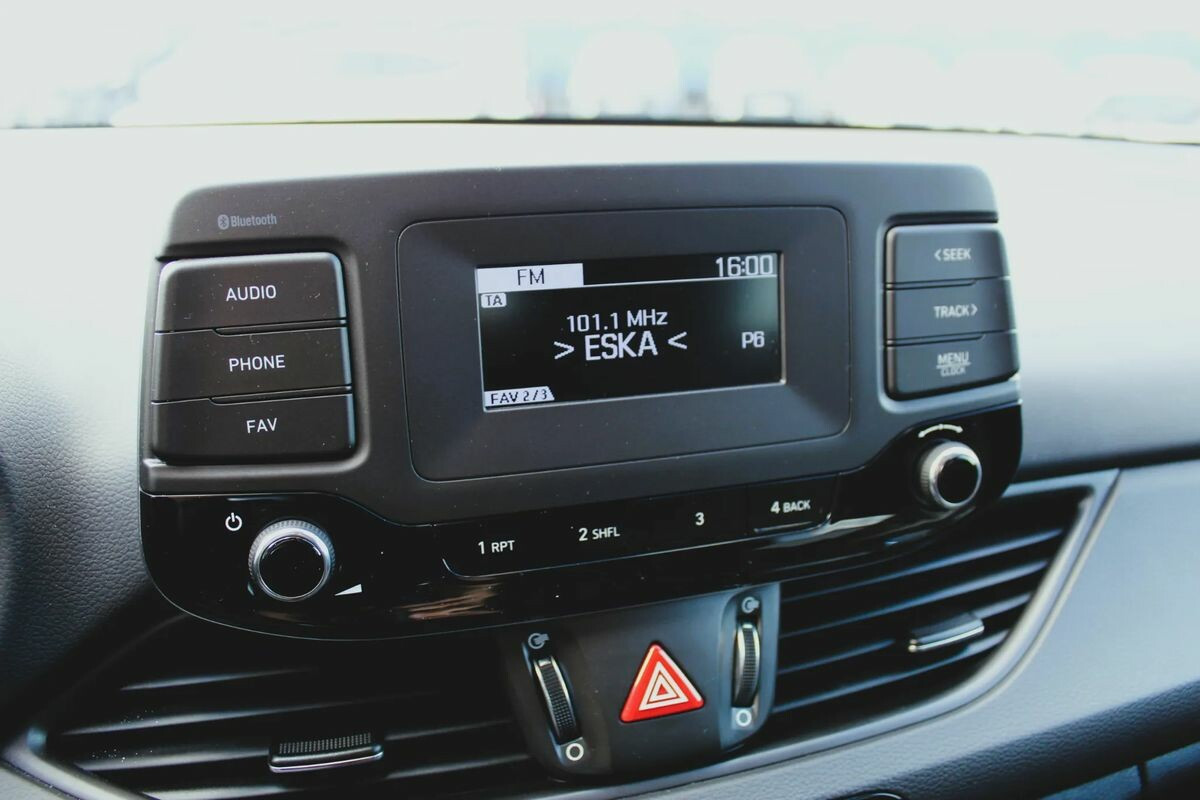 Bluetooth
AUDIO
PHONE
FAV
FM 16:00
TA
101.1 MHz
> ESKA < P6
FAV 2/3
< SEEK
TRACK >
MENU
CLOCK
1 RPT
2 SHFL
3
4 BACK